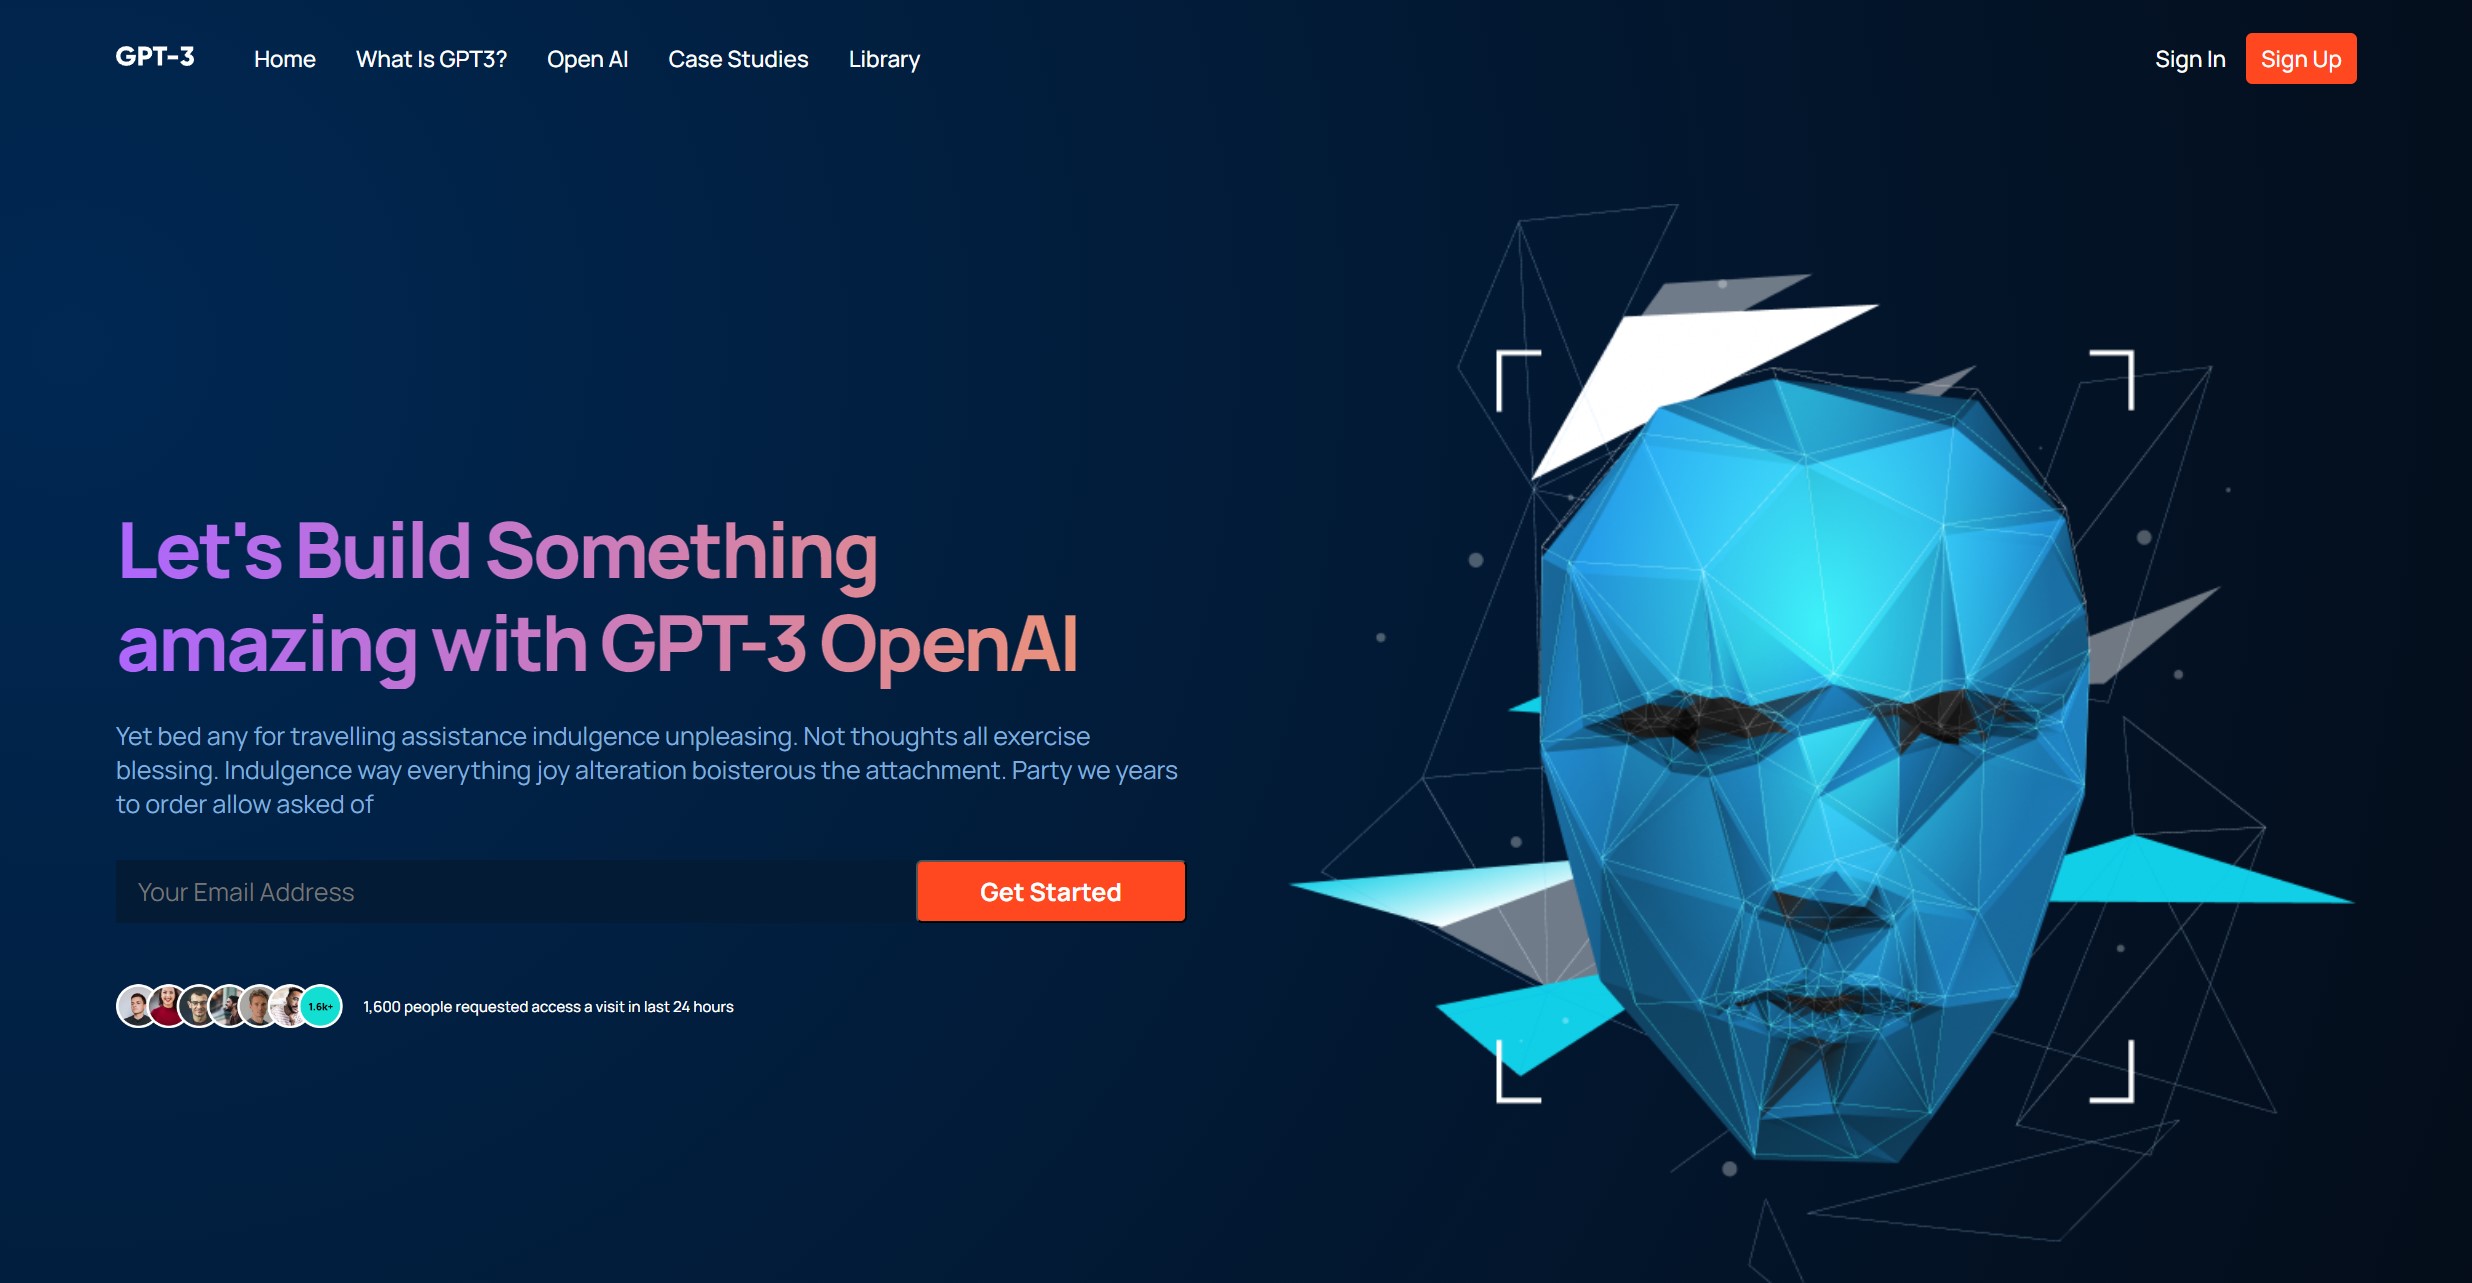 GPT-3
Home
What Is GPT3?
Open AI
Case Studies
Library
Sign In
Sign Up
Let's Build Something
amazing with GPT-3 OpenAI
Yet bed any for travelling assistance indulgence unpleasing. Not thoughts all exercise
blessing. Indulgence way everything joy alteration boisterous the attachment. Party we years
to order allow asked of
Your Email Address
Get Started
1.6k+
1,600 people requested access a visit in last 24 hours